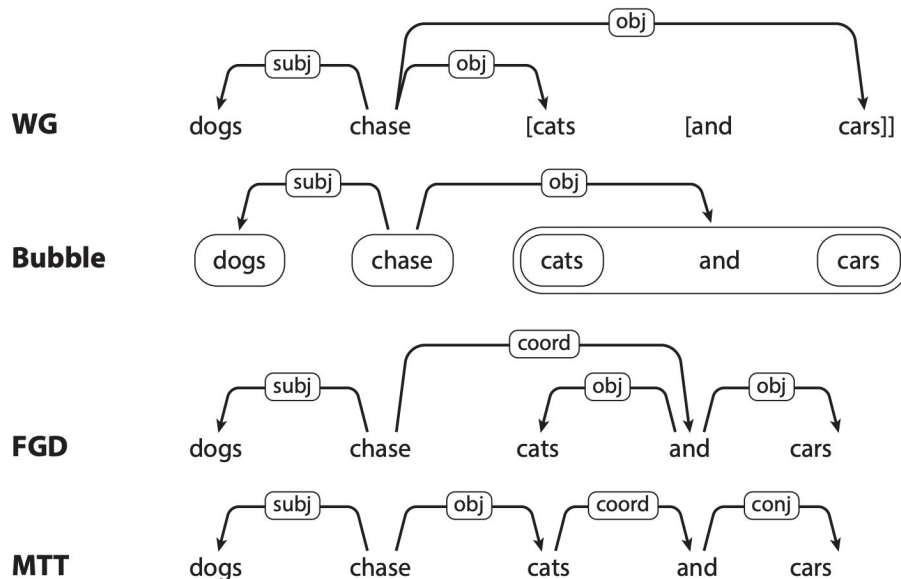 obj
subj obj
WG dogs chase [cats [and cars]]
subj obj
Bubble dogs chase cats and cars
coord
subj obj obj
FGD dogs chase cats and cars
subj obj coord conj
MTT dogs chase cats and cars